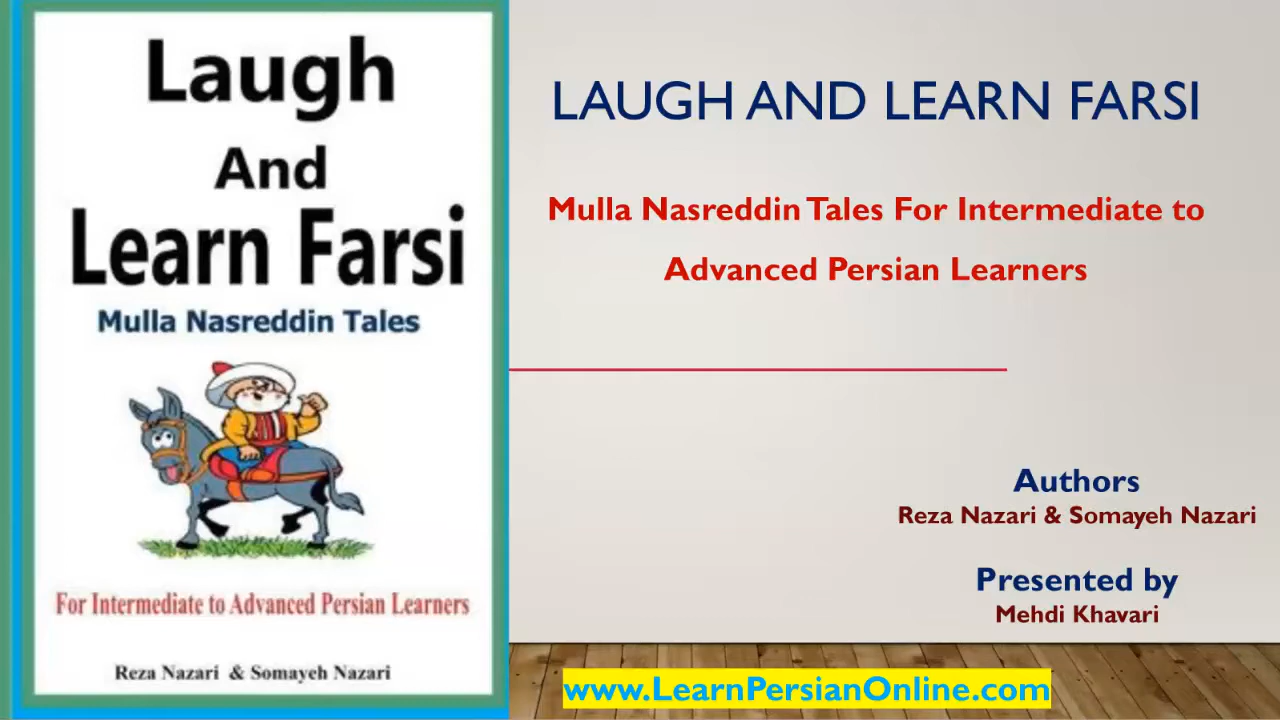 Laugh
And
Learn Farsi
Mulla Nasreddin Tales
For Intermediate to Advanced Persian Learners
Reza Nazari & Somayeh Nazari
LAUGH AND LEARN FARSI
Mulla Nasreddin Tales For Intermediate to
Advanced Persian Learners
Authors
Reza Nazari & Somayeh Nazari
Presented by
Mehdi Khavari
www.LearnPersianOnline.com